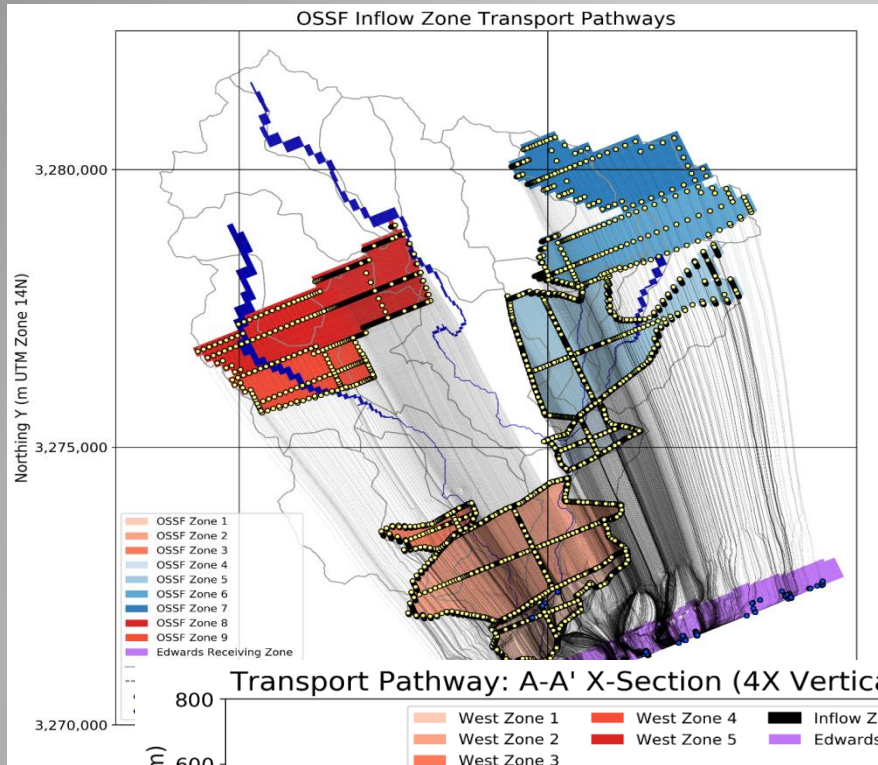 OSSF Inflow Zone Transport Pathways
3,280,000
Northing Y (m UTM Zone 14N)
3,275,000
OSSF Zone 1
OSSF Zone 2
OSSF Zone 3
OSSF Zone 4
OSSF Zone 5
OSSF Zone 6
OSSF Zone 7
OSSF Zone 8
OSSF Zone 9
Edwards Receiving Zone
3,270,000
Transport Pathway: A-A' X-Section (4X Vertica
800
West Zone 1
West Zone 4
Inflow Z
West Zone 2
West Zone 5
Edwards
West Zone 3
600
m)